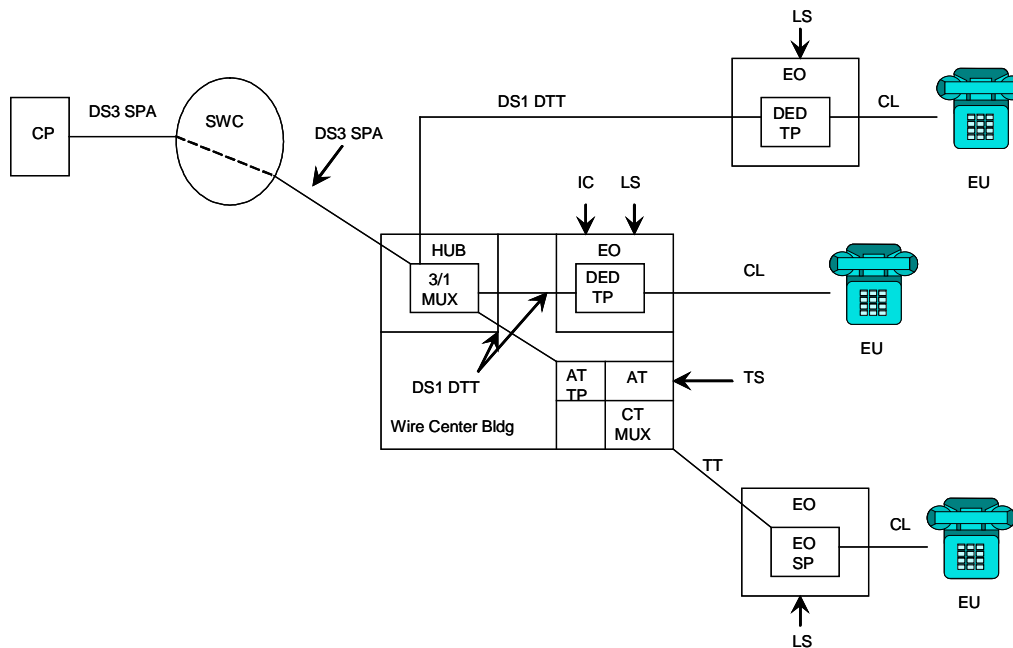 LS
EO
DS1 DTT
CL
DED
TP
EU
CP
DS3 SPA
SWC
DS3 SPA
IC
LS
HUB
EO
3/1
MUX
DED
TP
CL
EU
DS1 DTT
AT
TP
AT
TS
Wire Center Bldg
CT
MUX
TT
EO
EO
SP
CL
EU
LS